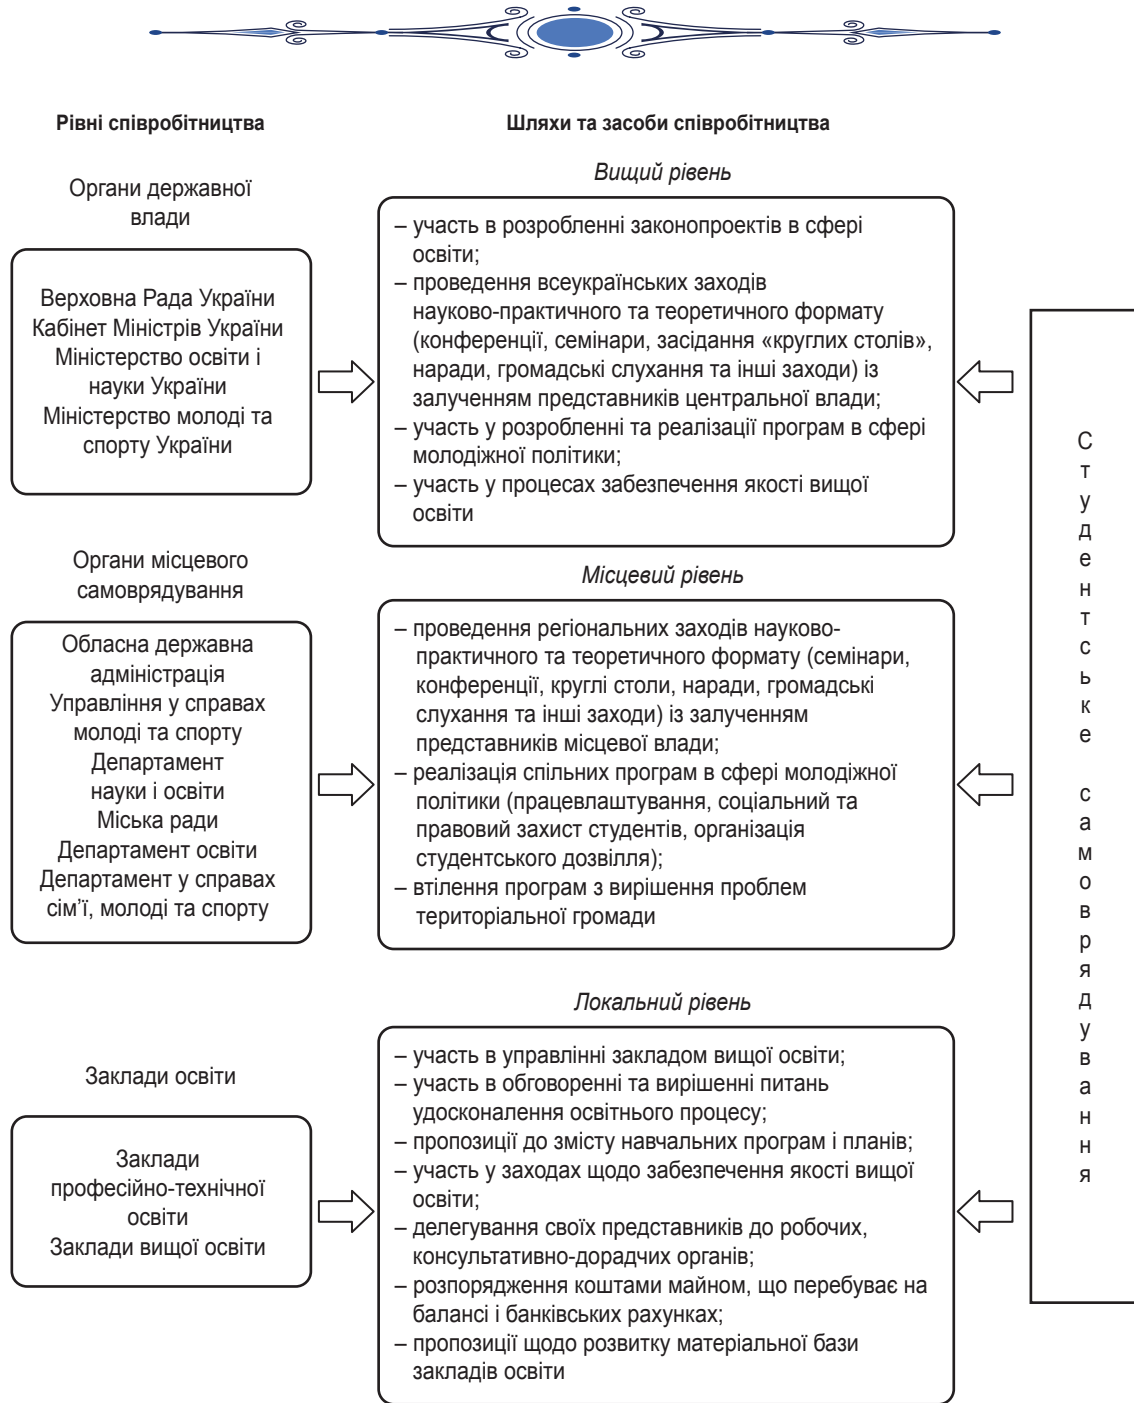 Рівні співробітництва
Шляхи та засоби співробітництва
Органи державної
влади
Верховна Рада України
Кабінет Міністрів України
Міністерство освіти і
науки України
Міністерство молоді та
спорту України
Вищий рівень
– участь в розробленні законопроектів в сфері
освіти;
– проведення всеукраїнських заходів
науково-практичного та теоретичного формату
(конференції, семінари, засідання «круглих столів»,
наради, громадські слухання та інші заходи) із
залученням представників центральної влади;
– участь у розробленні та реалізації програм в сфері
молодіжної політики;
– участь у процесах забезпечення якості вищої
освіти
Органи місцевого
самоврядування
Обласна державна
адміністрація
Управління у справах
молоді та спорту
Департамент
науки і освіти
Міська ради
Департамент освіти
Департамент у справах
сім’ї, молоді та спорту
Місцевий рівень
– проведення регіональних заходів науково-
практичного та теоретичного формату (семінари,
конференції, круглі столи, наради, громадські
слухання та інші заходи) із залученням
представників місцевої влади;
– реалізація спільних програм в сфері молодіжної
політики (працевлаштування, соціальний та
правовий захист студентів, організація
студентського дозвілля);
– втілення програм з вирішення проблем
територіальної громади
Заклади освіти
Заклади
професійно-технічної
освіти
Заклади вищої освіти
Локальний рівень
– участь в управлінні закладом вищої освіти;
– участь в обговоренні та вирішенні питань
удосконалення освітнього процесу;
– пропозиції до змісту навчальних програм і планів;
– участь у заходах щодо забезпечення якості вищої
освіти;
– делегування своїх представників до робочих,
консультативно-дорадчих органів;
– розпорядження коштами майном, що перебуває на
балансі і банківських рахунках;
– пропозиції щодо розвитку матеріальної бази
закладів освіти
Студентське самоврядування